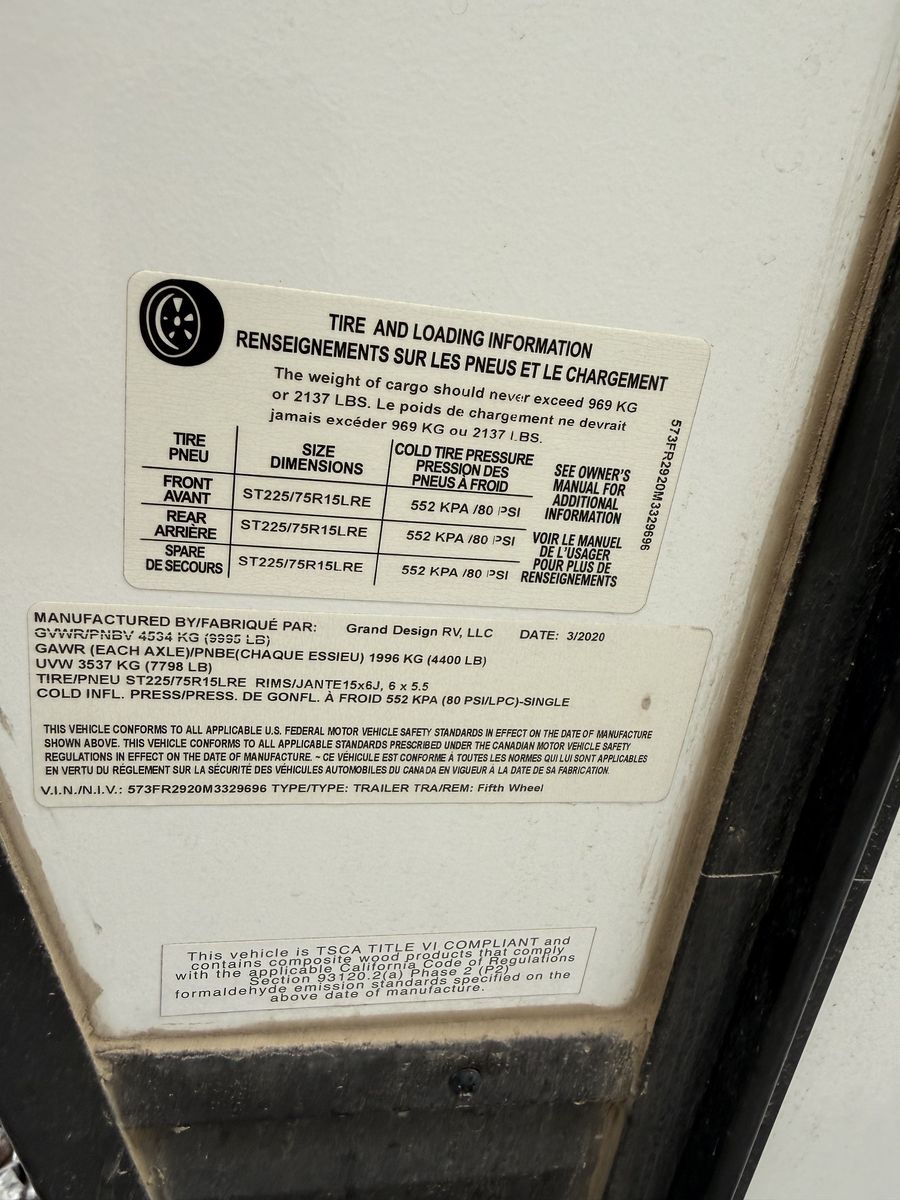 TIRE AND LOADING INFORMATION
RENSEIGNEMENTS SUR LES PNEUS ET LE CHARGEMENT
The weight of cargo should never exceed 969 KG
or 2137 LBS. Le poids de chargement ne devrait
jamais excéder 969 KG ou 2137 LBS.
TIRE
PNEU
SIZE
DIMENSIONS
COLD TIRE PRESSURE
PRESSION DES
PNEUS À FROID
SEE OWNER'S
MANUAL FOR
ADDITIONAL
INFORMATION
FRONT
AVANT
ST225/75R15LRE
552 KPA /80 PSI
REAR
ARRIÈRE
ST225/75R15LRE
552 KPA /80 PSI
VOIR LE MANUEL
DE L'USAGER
POUR PLUS DE
RENSEIGNEMENTS
SPARE
DE SECOURS
ST225/75R15LRE
552 KPA /80 PSI
573FR2920M3329696
MANUFACTURED BY/FABRIQUÉ PAR: Grand Design RV, LLC DATE: 3/2020
GVWR/PNBV 4534 KG (9995 LB)
GAWR (EACH AXLE)/PNBE(CHAQUE ESSIEU) 1996 KG (4400 LB)
UVW 3537 KG (7798 LB)
TIRE/PNEU ST225/75R15LRE RIMS/JANTE15x6J, 6 x 5.5
COLD INFL. PRESS/PRESS. DE GONFL. À FROID 552 KPA (80 PSI/LPC)-SINGLE
THIS VEHICLE CONFORMS TO ALL APPLICABLE U.S. FEDERAL MOTOR VEHICLE SAFETY STANDARDS IN EFFECT ON THE DATE OF MANUFACTURE
SHOWN ABOVE. THIS VEHICLE CONFORMS TO ALL APPLICABLE STANDARDS PRESCRIBED UNDER THE CANADIAN MOTOR VEHICLE SAFETY
REGULATIONS IN EFFECT ON THE DATE OF MANUFACTURE. ~ CE VÉHICULE EST CONFORME À TOUTES LES NORMES QUI LUI SONT APPLICABLES
EN VERTU DU RÉGLEMENT SUR LA SÉCURITÉ DES VÉHICULES AUTOMOBILES DU CANADA EN VIGUEUR À LA DATE DE SA FABRICATION.
V.I.N./N.I.V.: 573FR2920M3329696 TYPE/TYPE: TRAILER TRA/REM: Fifth Wheel
This vehicle is TSCA TITLE VI COMPLIANT and
contains composite wood products that comply
with the applicable California Code of Regulations
Section 93120.2(a) Phase 2 (P2)
formaldehyde emission standards specified on the
above date of manufacture.